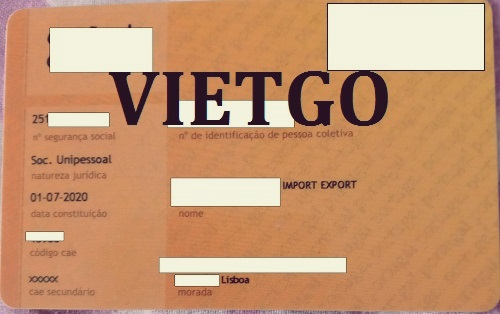 VIETGO
251
nº segurança social
nº de identificação de pessoa coletiva
Soc. Unipessoal
natureza jurídica
IMPORT EXPORT
01-07-2020
data constituição
nome
código cae
xxxxx
Lisboa
cae secundário
morada